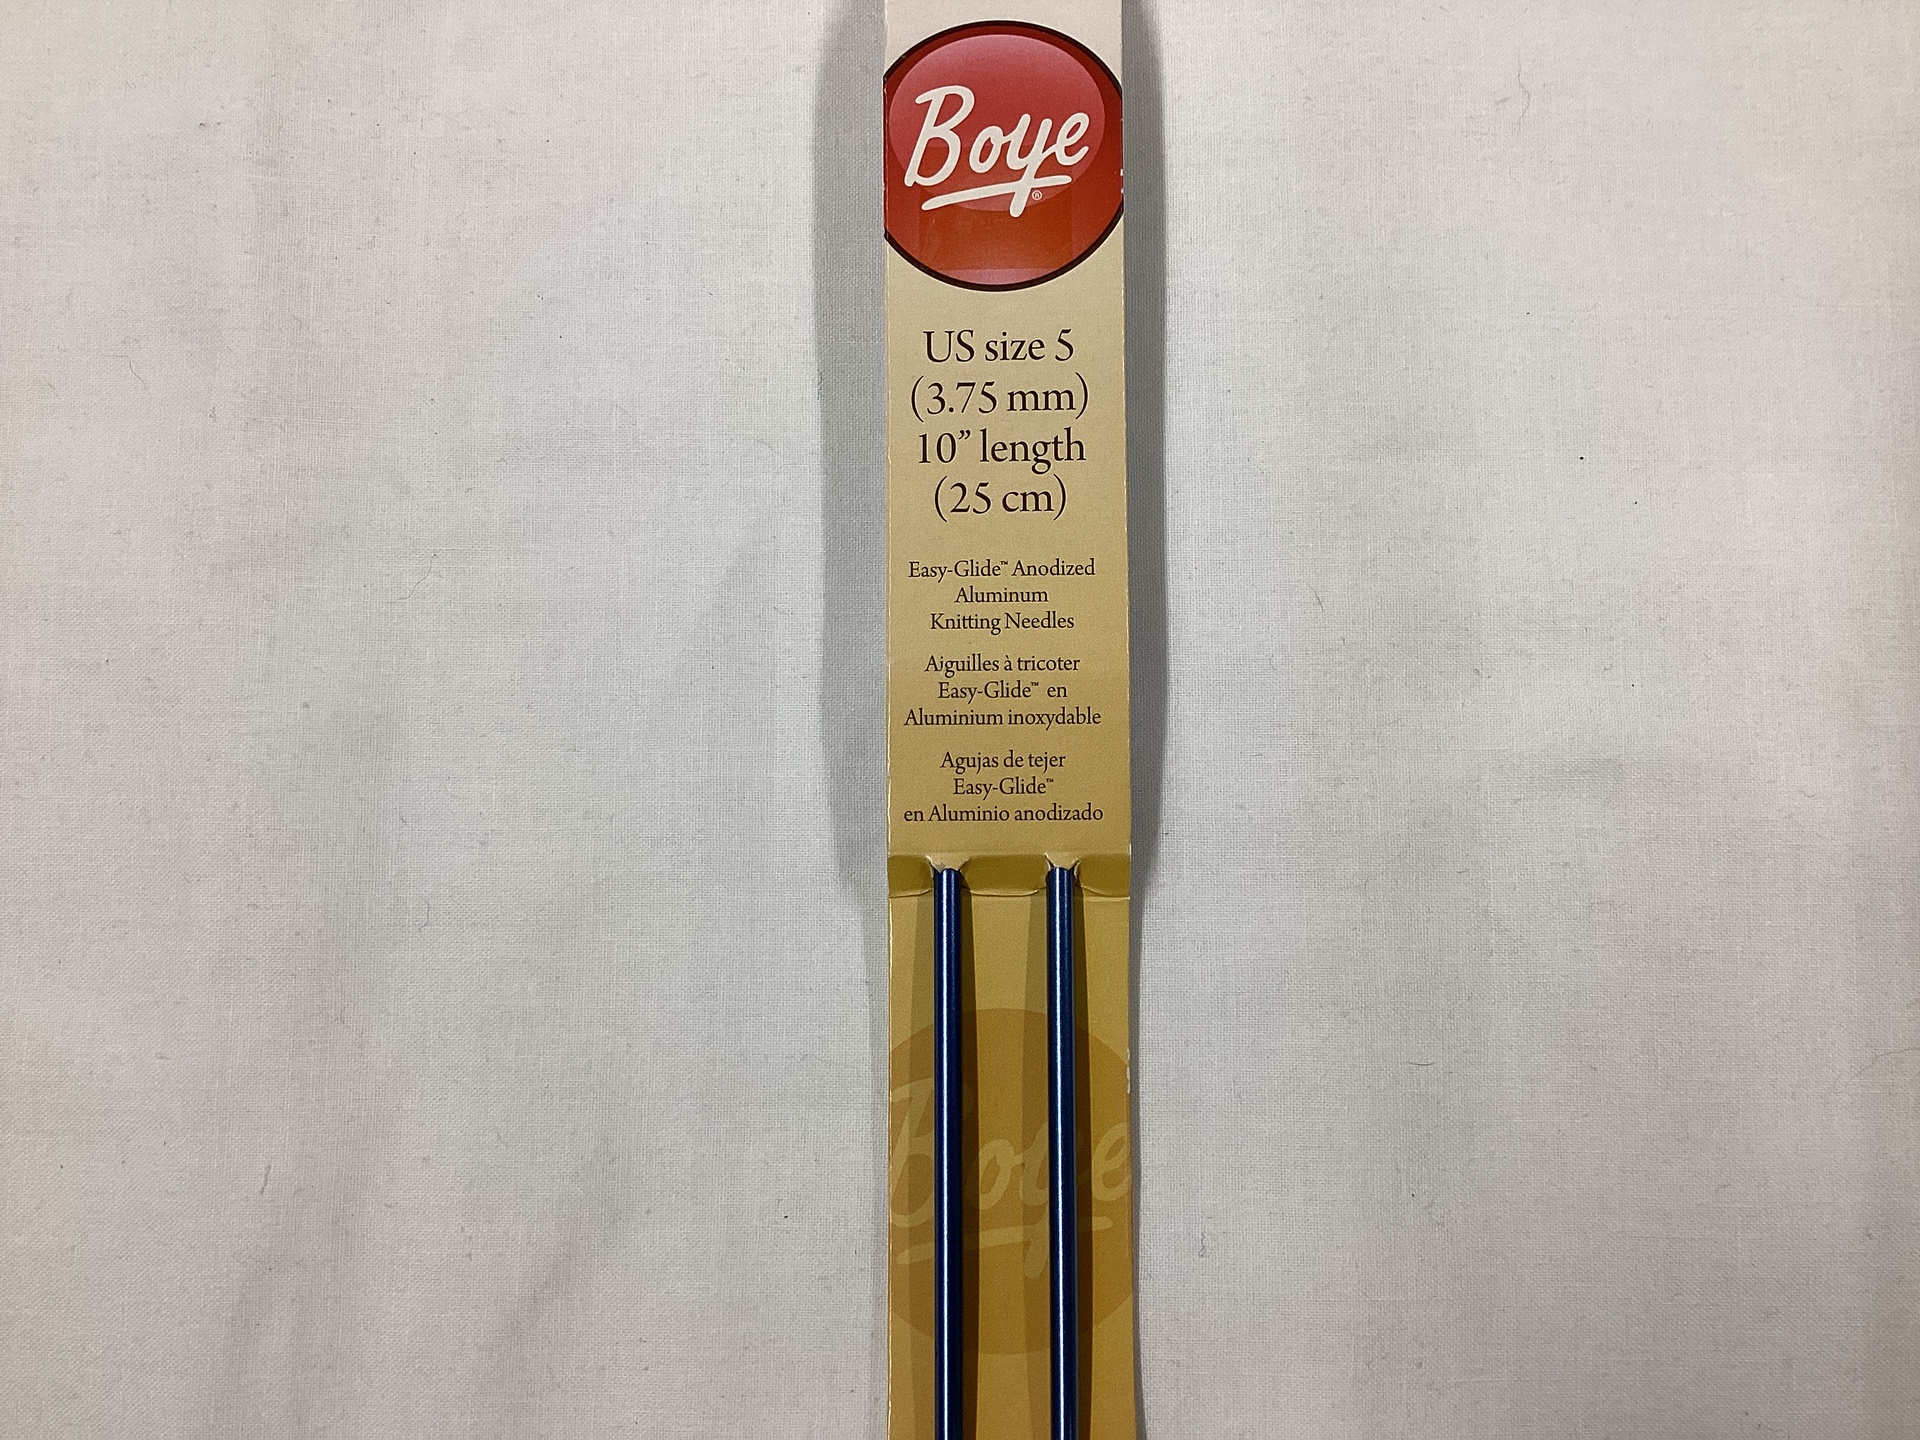 Boye®
US size 5
(3.75 mm)
10” length
(25 cm)
Easy-Glide™ Anodized
Aluminum
Knitting Needles
Aiguilles à tricoter
Easy-Glide™ en
Aluminium inoxydable
Agujas de tejer
Easy-Glide™
en Aluminio anodizado
Boye